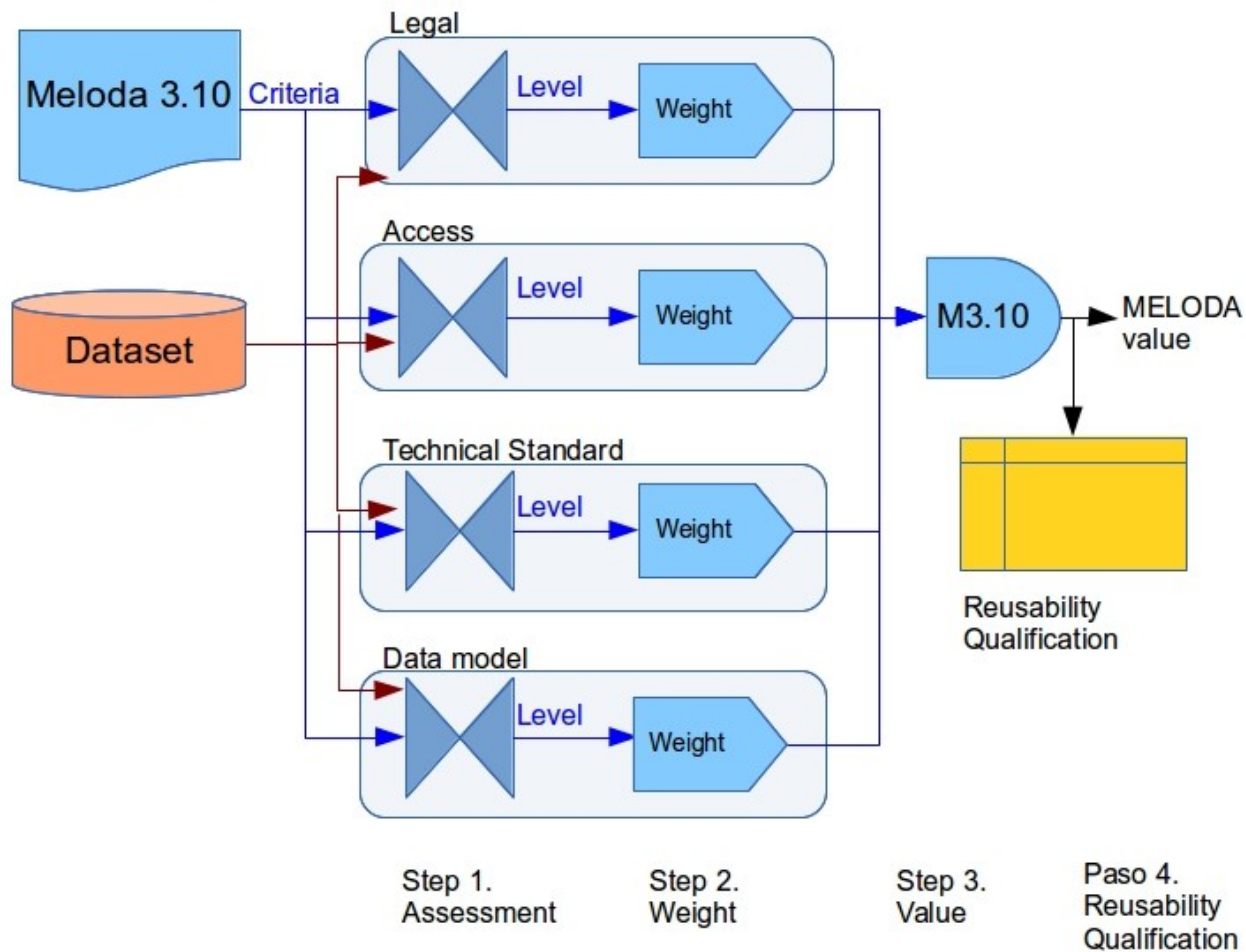 Legal
Meloda 3.10
Criteria
Level
Weight
Access
Level
Weight
Dataset
M3.10
MELODA
value
Technical Standard
Level
Weight
Reusability
Qualification
Data model
Level
Weight
Step 1.
Assessment
Step 2.
Weight
Step 3.
Value
Paso 4.
Reusability
Qualification